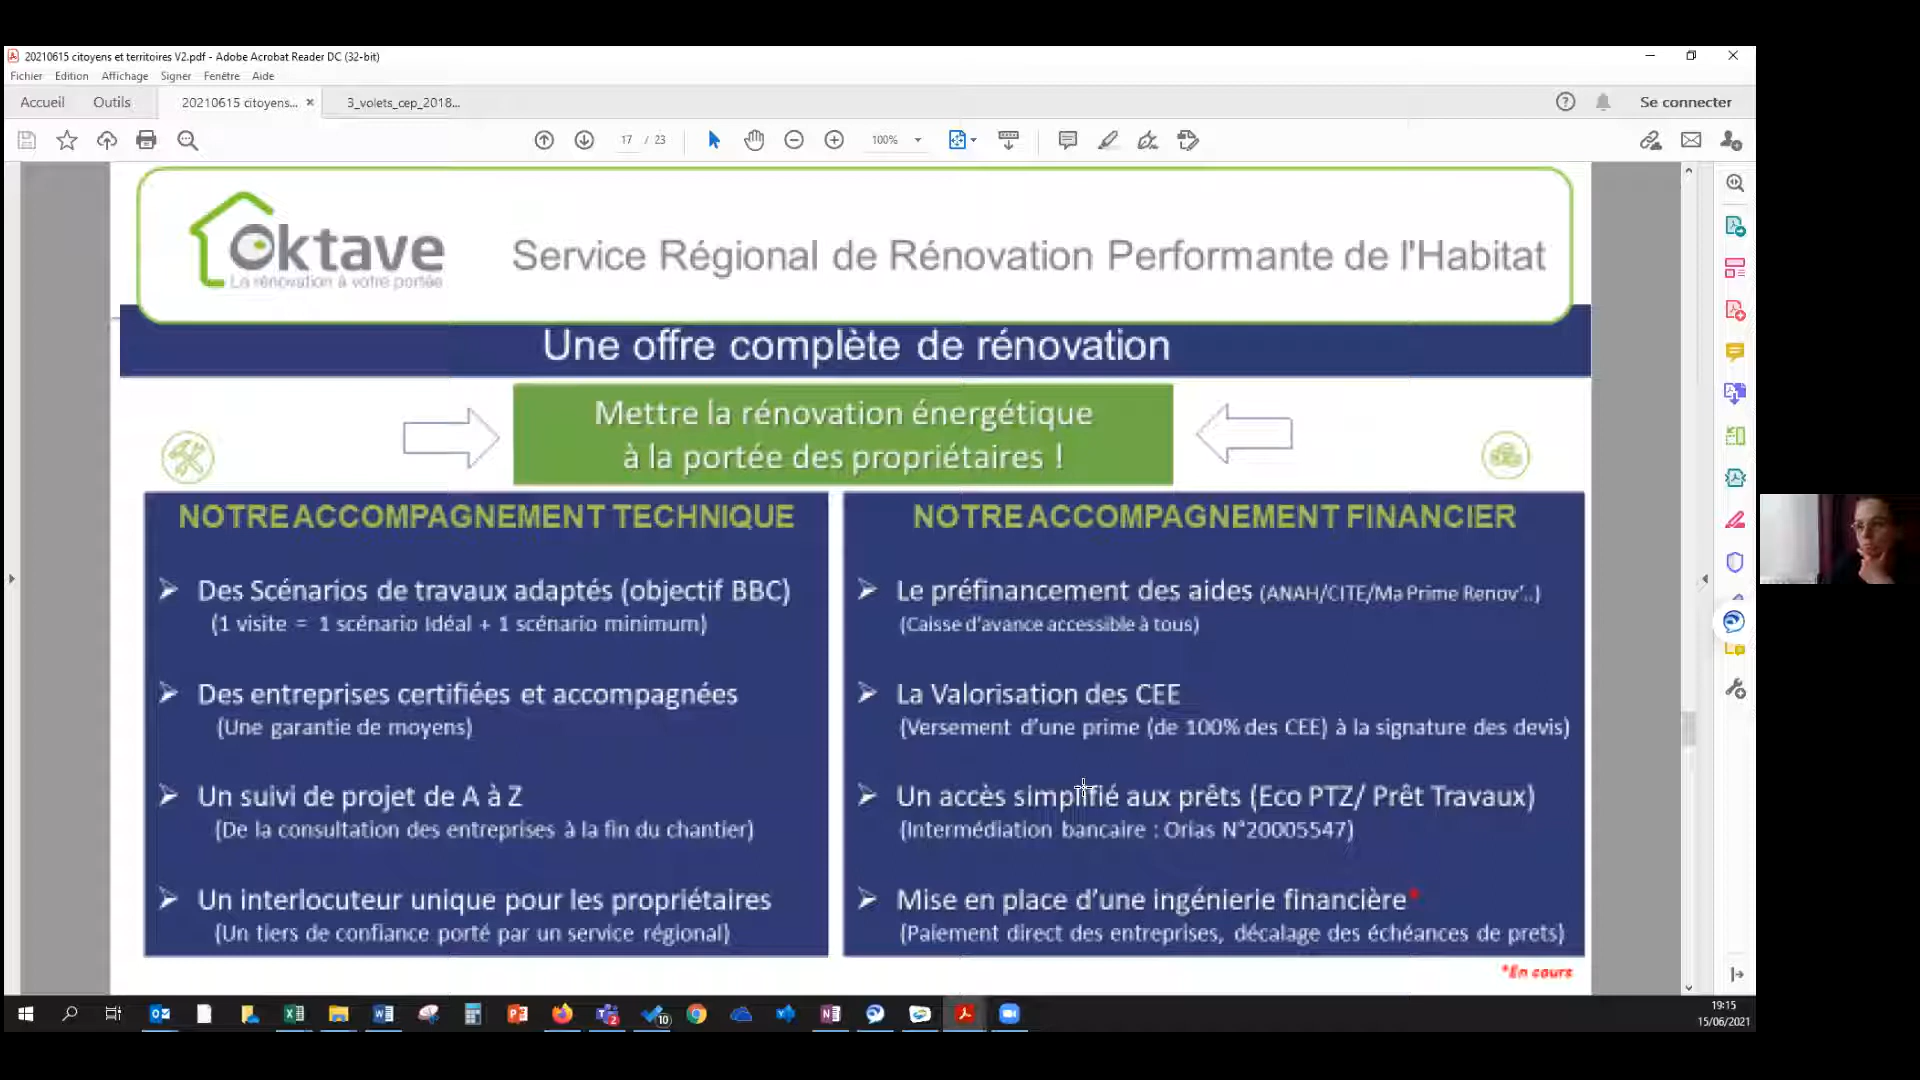 20210615 citoyens et territoires V2.pdf - Adobe Acrobat Reader DC (32-bit)
Fichier Edition Affichage Signer Fenêtre Aide
Accueil Outils 20210615 citoyens... × 3_volets_cep_2018... Se connecter
17 / 23 100%
Oktave
La rénovation à votre portée
Service Régional de Rénovation Performante de l'Habitat
Une offre complète de rénovation
Mettre la rénovation énergétique
à la portée des propriétaires !
NOTRE ACCOMPAGNEMENT TECHNIQUE
Des Scénarios de travaux adaptés (objectif BBC)
(1 visite = 1 scénario Idéal + 1 scénario minimum)
Des entreprises certifiées et accompagnées
(Une garantie de moyens)
Un suivi de projet de A à Z
(De la consultation des entreprises à la fin du chantier)
Un interlocuteur unique pour les propriétaires
(Un tiers de confiance porté par un service régional)
NOTRE ACCOMPAGNEMENT FINANCIER
Le préfinancement des aides (ANAH/CITE/Ma Prime Renov'..)
(Caisse d'avance accessible à tous)
La Valorisation des CEE
(Versement d'une prime (de 100% des CEE) à la signature des devis)
Un accès simplifié aux prêts (Eco PTZ/ Prêt Travaux)
(Intermédiation bancaire : Orias N°20005547)
Mise en place d'une ingénierie financière*
(Paiement direct des entreprises, décalage des échéances de prets)
*En cours
10
19:15
15/06/2021